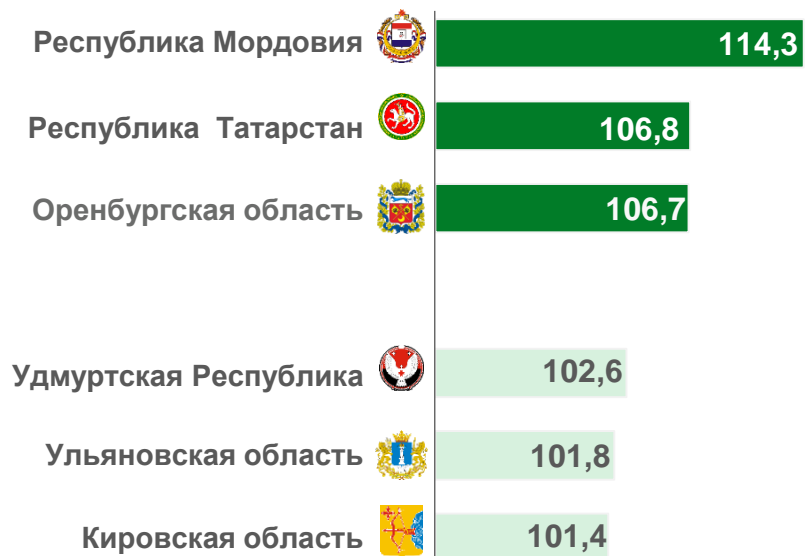 Республика Мордовия 114,3
Республика Татарстан 106,8
Оренбургская область 106,7
Удмуртская Республика 102,6
Ульяновская область 101,8
Кировская область 101,4